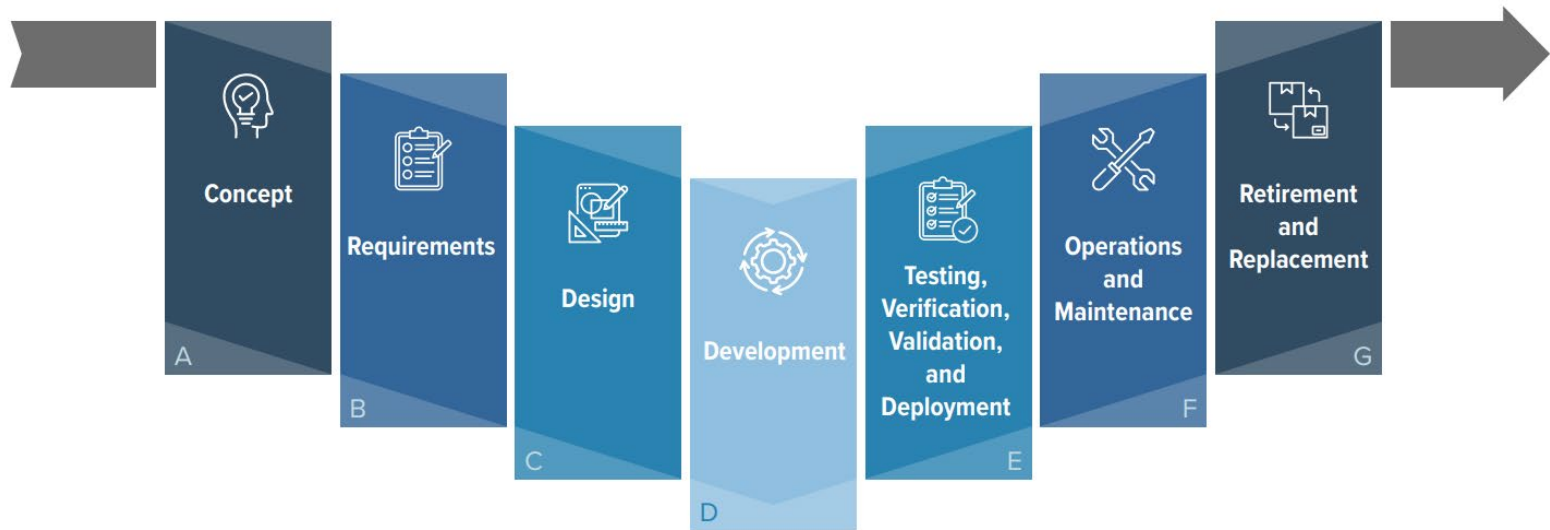 Concept
A
Requirements
B
Design
C
Development
D
Testing,
Verification,
Validation,
and
Deployment
E
Operations
and
Maintenance
F
Retirement
and
Replacement
G